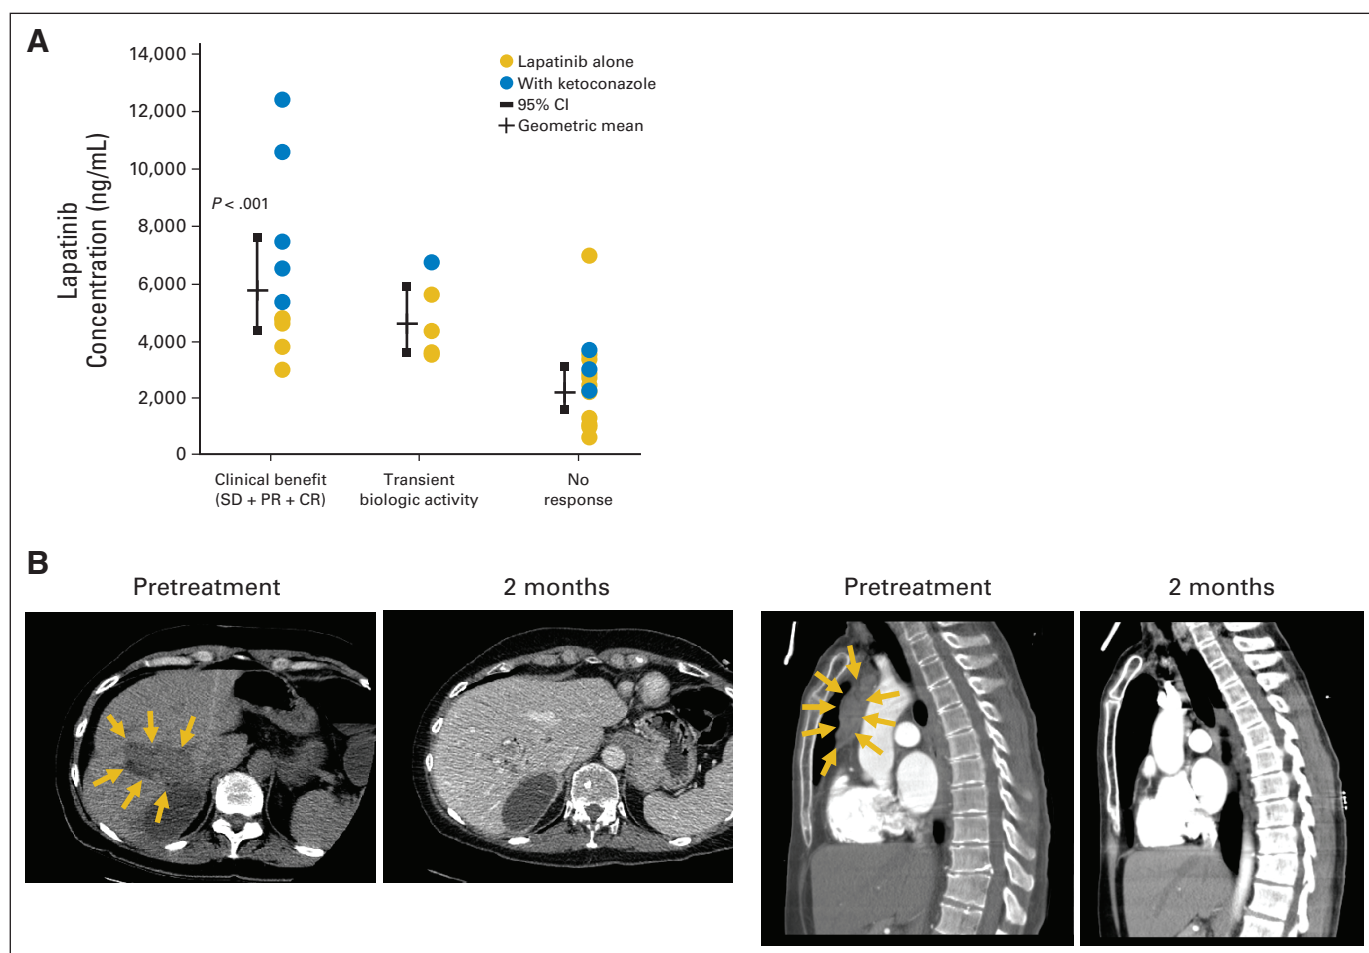 A
14,000
12,000
10,000
8,000
6,000
4,000
2,000
0
Lapatinib
Concentration (ng/mL)
P < .001
Lapatinib alone
With ketoconazole
95% CI
Geometric mean
Clinical benefit
(SD + PR + CR)
Transient
biologic activity
No
response
B
Pretreatment
2 months
Pretreatment
2 months